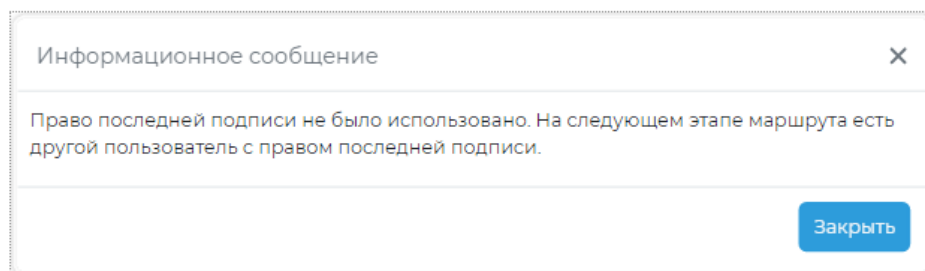 Информационное сообщение
Право последней подписи не было использовано. На следующем этапе маршрута есть
другой пользователь с правом последней подписи.
Закрыть